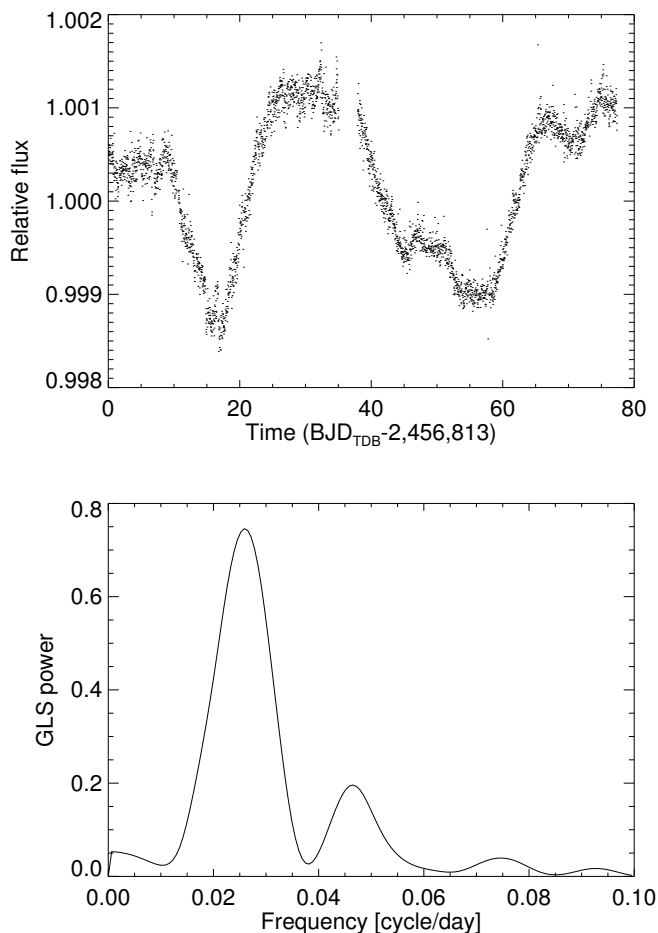 1.002
1.001
1.000
0.999
0.998
Relative flux
0 20 40 60 80
Time (BJD_TDB-2,456,813)
0.8
0.6
0.4
0.2
0.0
GLS power
0.00 0.02 0.04 0.06 0.08 0.10
Frequency [cycle/day]